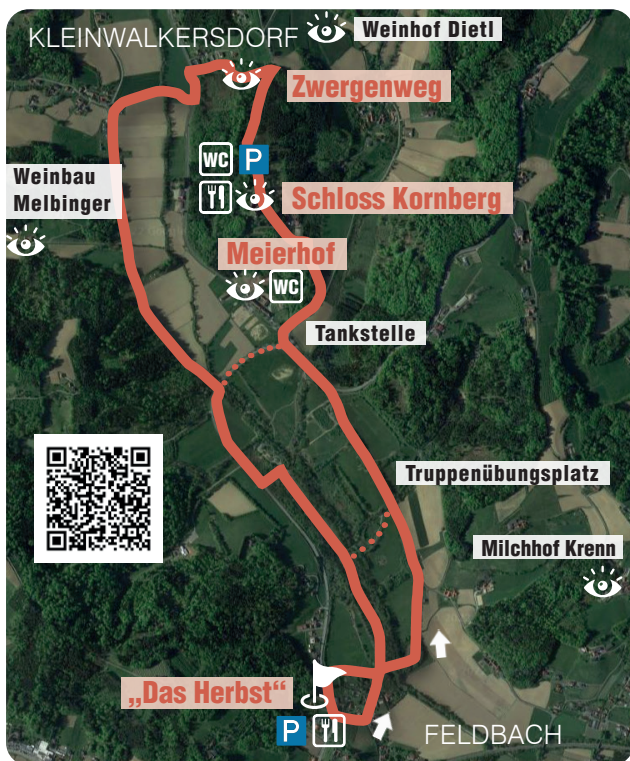 KLEINWALKERSDORF
Weinhof Dietl
Zwergenweg
WC P
Weinbau
Melbinger
Schloss Kornberg
Meierhof
WC
Tankstelle
Truppenübungsplatz
Milchhof Krenn
„Das Herbst“
P
FELDBACH